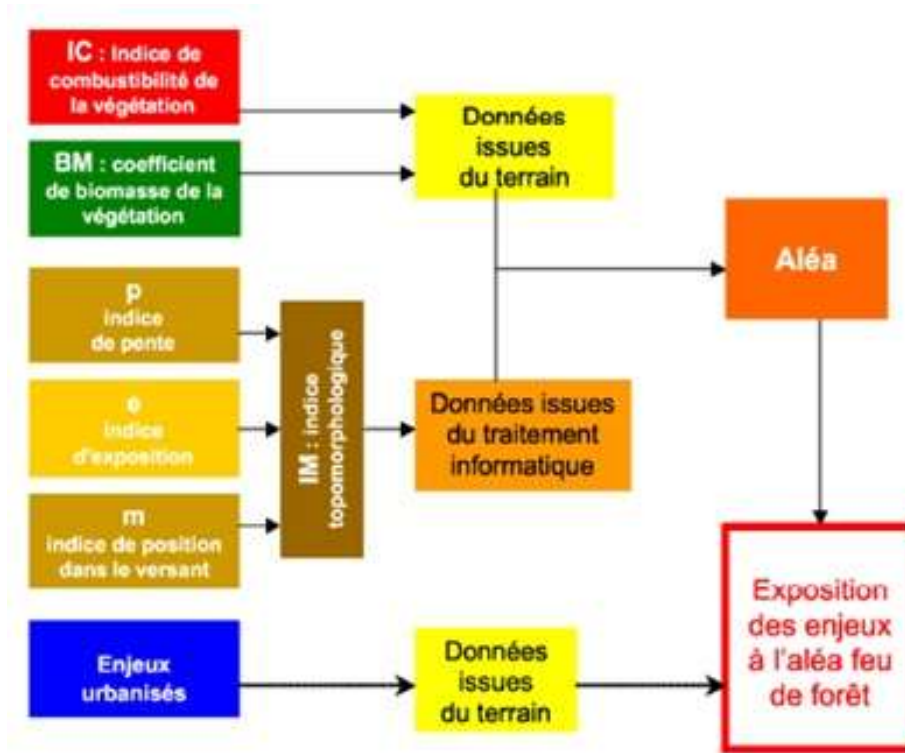 IC : Indice de
combustibilité de
la végétation
BM : coefficient
de biomasse de la
végétation
Données
issues
du terrain
Aléa
p
indice
de pente
e
indice
d'exposition
m
indice de position
dans le versant
IM : indice
topomorphologique
Données issues
du traitement
informatique
Enjeux
urbanisés
Données
issues
du terrain
Exposition
des enjeux
à l'aléa feu
de forêt